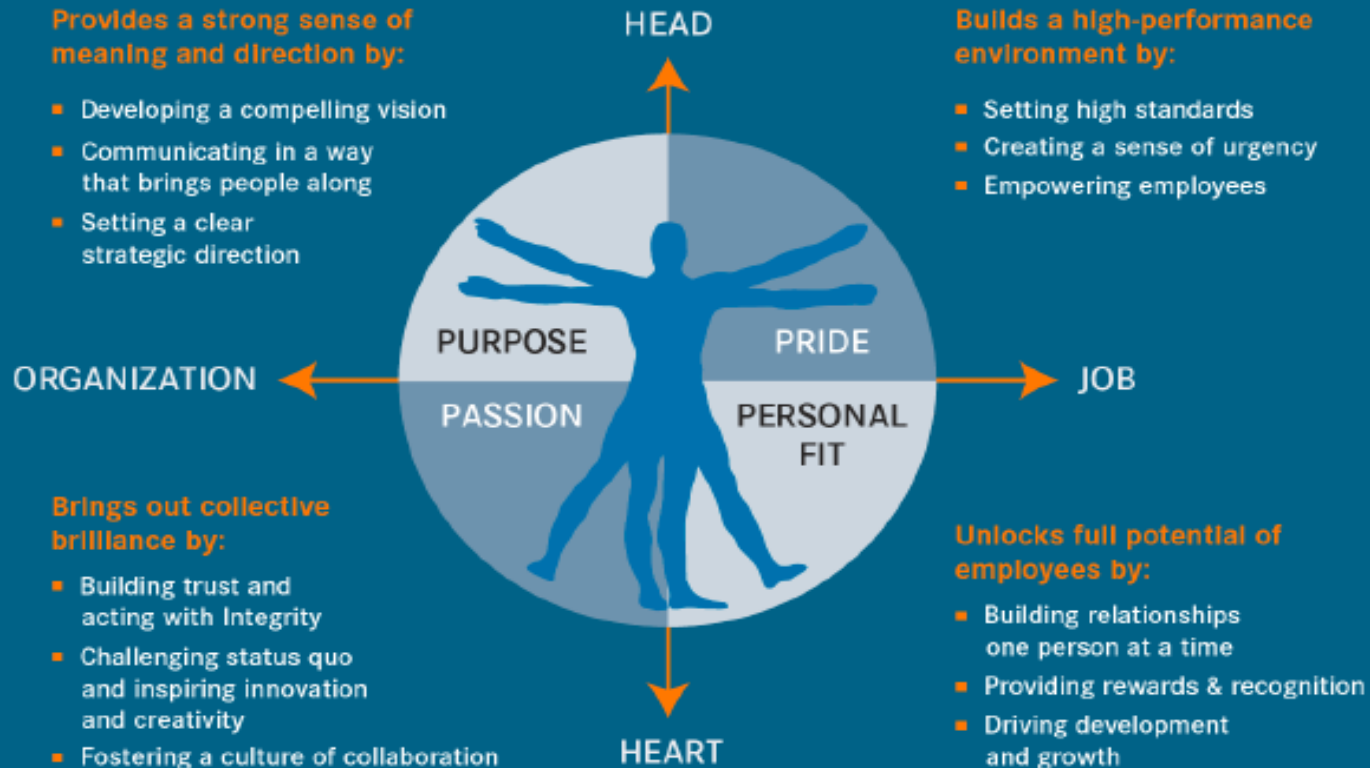 Provides a strong sense of
meaning and direction by:
Developing a compelling vision
Communicating in a way
that brings people along
Setting a clear
strategic direction
HEAD
Builds a high-performance
environment by:
Setting high standards
Creating a sense of urgency
Empowering employees
ORGANIZATION
PURPOSE
PRIDE
JOB
PASSION
PERSONAL
FIT
Brings out collective
brilliance by:
Building trust and
acting with Integrity
Challenging status quo
and inspiring innovation
and creativity
Fostering a culture of collaboration
HEART
Unlocks full potential of
employees by:
Building relationships
one person at a time
Providing rewards & recognition
Driving development
and growth